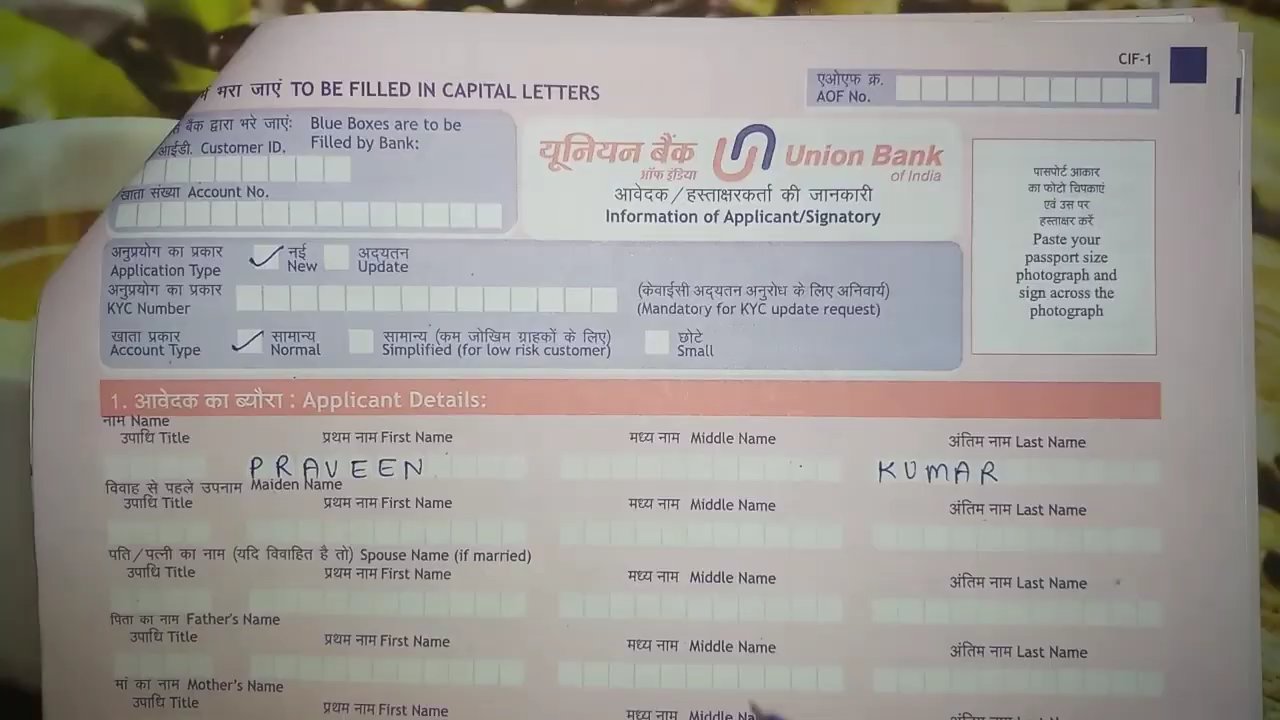 भरा जाएं TO BE FILLED IN CAPITAL LETTERS
CIF-1
एओएफ क्र.
AOF No.
बैंक द्वारा भरे जाएंः Blue Boxes are to be Filled by Bank:
आईडी. Customer ID.
खाता संख्या Account No.
यूनियन बैंक ऑफ इंडिया Union Bank of India
आवेदक/हस्ताक्षरकर्ता की जानकारी
Information of Applicant/Signatory
पासपोर्ट आकार
का फोटो चिपकाएं
एवं उस पर
हस्ताक्षर करें
Paste your
passport size
photograph and
sign across the
photograph
अनुप्रयोग का प्रकार नई अद्यतन
Application Type New Update
अनुप्रयोग का प्रकार (केवाईसी अद्यतन अनुरोध के लिए अनिवार्य)
KYC Number (Mandatory for KYC update request)
खाता प्रकार सामान्य सामान्य (कम जोखिम ग्राहकों के लिए) छोटे
Account Type Normal Simplified (for low risk customer) Small
1. आवेदक का ब्यौरा : Applicant Details:
नाम Name
उपाधि Title प्रथम नाम First Name मध्य नाम Middle Name अंतिम नाम Last Name
PRAVEEN KUMAR
विवाह से पहले उपनाम Maiden Name
उपाधि Title प्रथम नाम First Name मध्य नाम Middle Name अंतिम नाम Last Name
पति/पत्नी का नाम (यदि विवाहित है तो) Spouse Name (if married)
उपाधि Title प्रथम नाम First Name मध्य नाम Middle Name अंतिम नाम Last Name
पिता का नाम Father's Name
उपाधि Title प्रथम नाम First Name मध्य नाम Middle Name अंतिम नाम Last Name
मां का नाम Mother's Name
उपाधि Title प्रथम नाम First Name मध्य नाम Middle अंतिम नाम Last Name